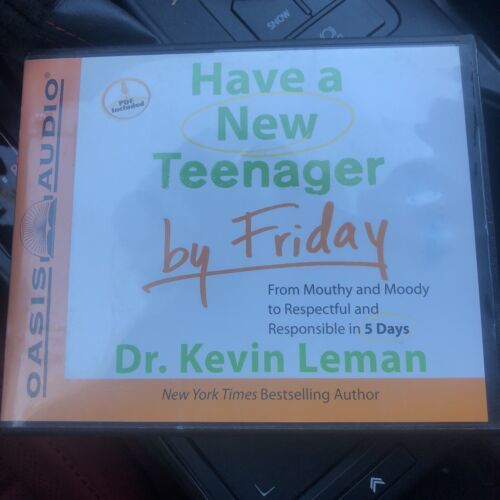 SNOW
OASIS AUDIO®
PDF
Included
Have a
New
Teenager
by Friday
From Mouthy and Moody
to Respectful and
Responsible in 5 Days
Dr. Kevin Leman
New York Times Bestselling Author